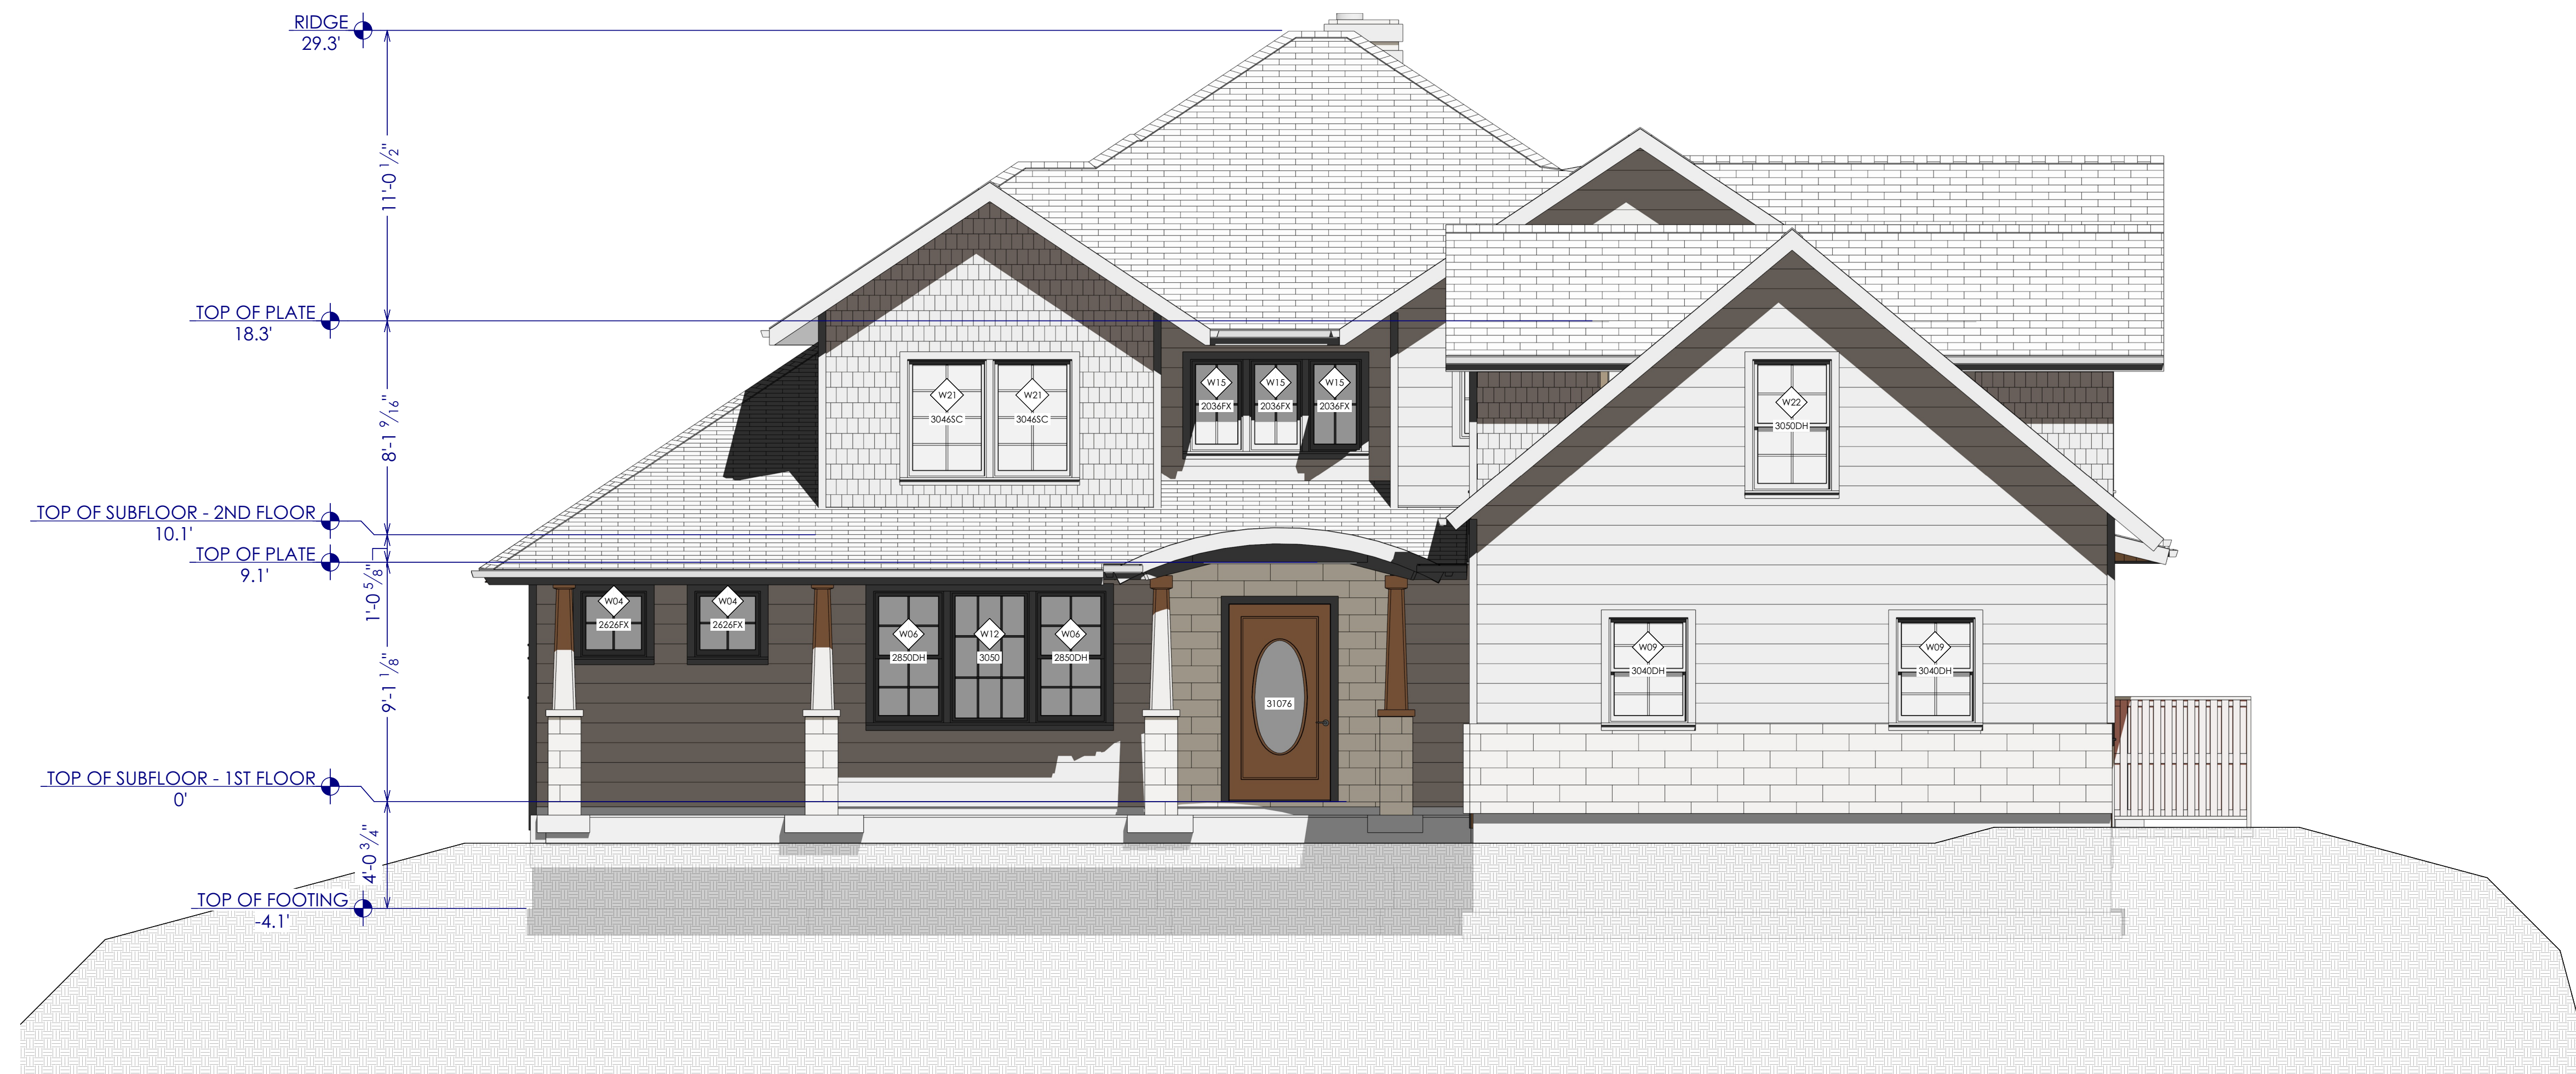 RIDGE
29.3'
11'-0 1/2"
TOP OF PLATE
18.3'
8'-1 9/16"
TOP OF SUBFLOOR - 2ND FLOOR
10.1'
TOP OF PLATE
9.1'
1'-0 5/8"
9'-1 1/8"
TOP OF SUBFLOOR - 1ST FLOOR
0'
4'-0 3/4"
TOP OF FOOTING
-4.1'
W21
3046SC
W21
3046SC
W15
2036FX
W15
2036FX
W15
2036FX
W22
3050DH
W04
2626FX
W04
2626FX
W06
2850DH
W12
3050
W06
2850DH
31076
W09
3040DH
W09
3040DH